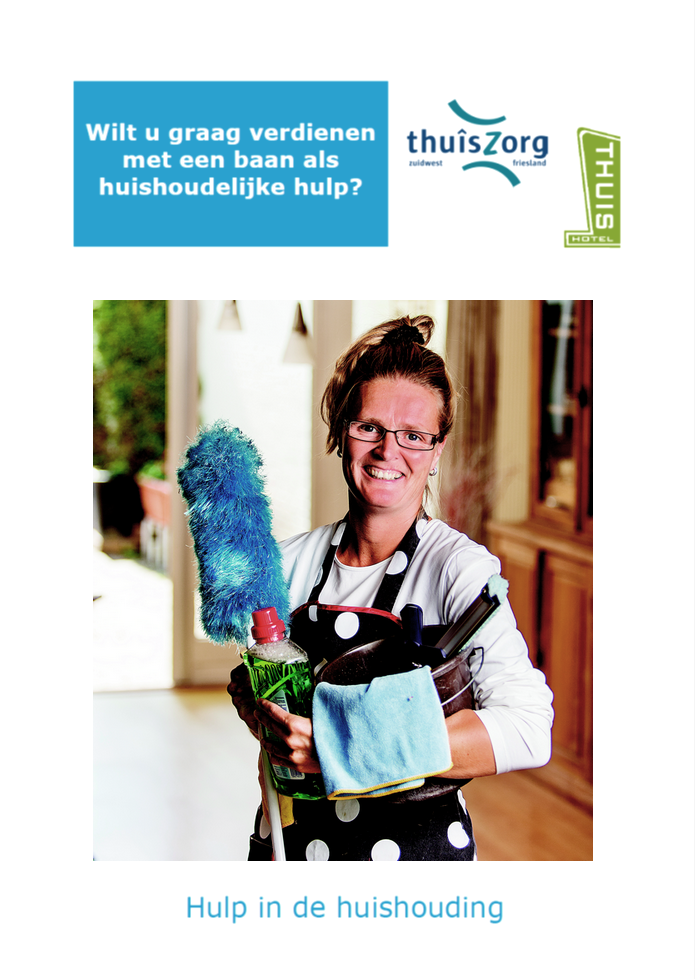 Wilt u graag verdienen
met een baan als
huishoudelijke hulp?
thuîsZorg
zuidwest friesland
THUIS
HOTEL
Hulp in de huishouding